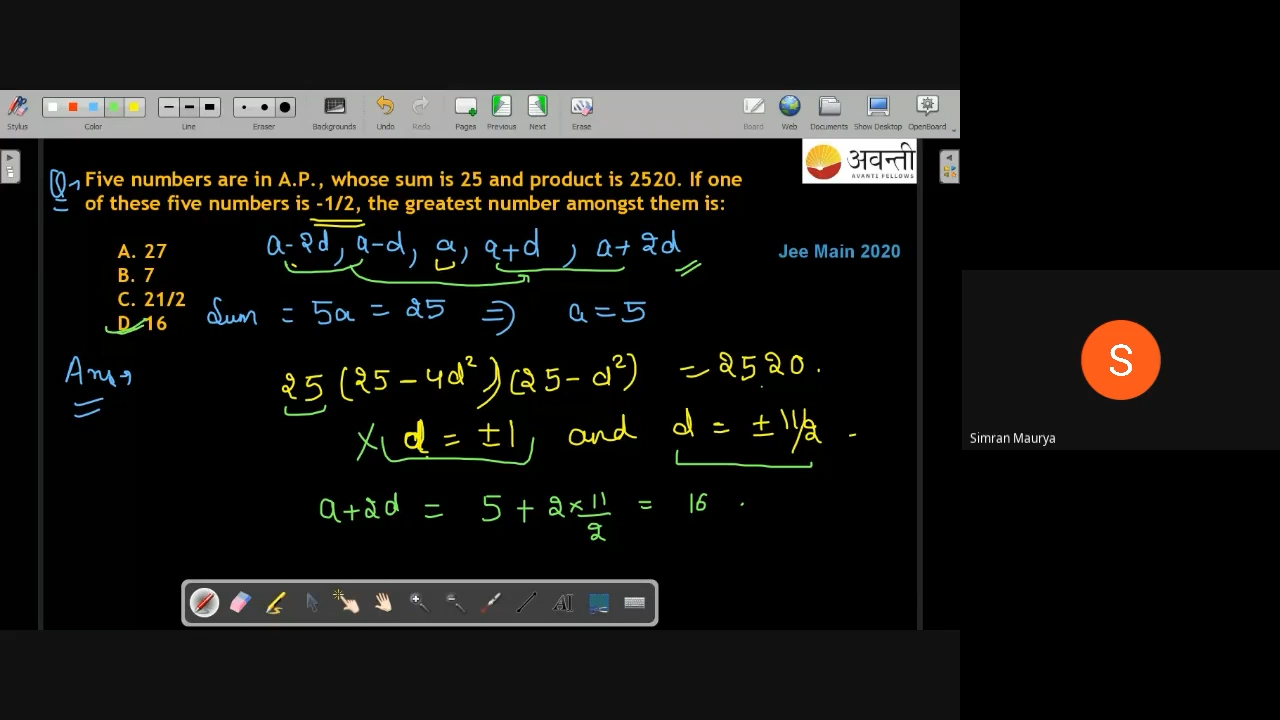 Stylus Color Line Eraser Backgrounds Undo Redo Pages Previous Next Erase Board Web Documents Show Desktop OpenBoard
अवन्ती
AVANTI FELLOWS
Q→ Five numbers are in A.P., whose sum is 25 and product is 2520. If one
of these five numbers is -1/2, the greatest number amongst them is:
a-2d, a-d, a, a+d, a+2d
Jee Main 2020
A. 27
B. 7
C. 21/2
D. 16
Sum = 5a = 25 ⇒ a = 5
Ans→
25 (25 - 4d²) (25 - d²) = 2520.
× d = ±1 and d = ±11/2
a+2d = 5 + 2×11/2 = 16
AI
S
Simran Maurya